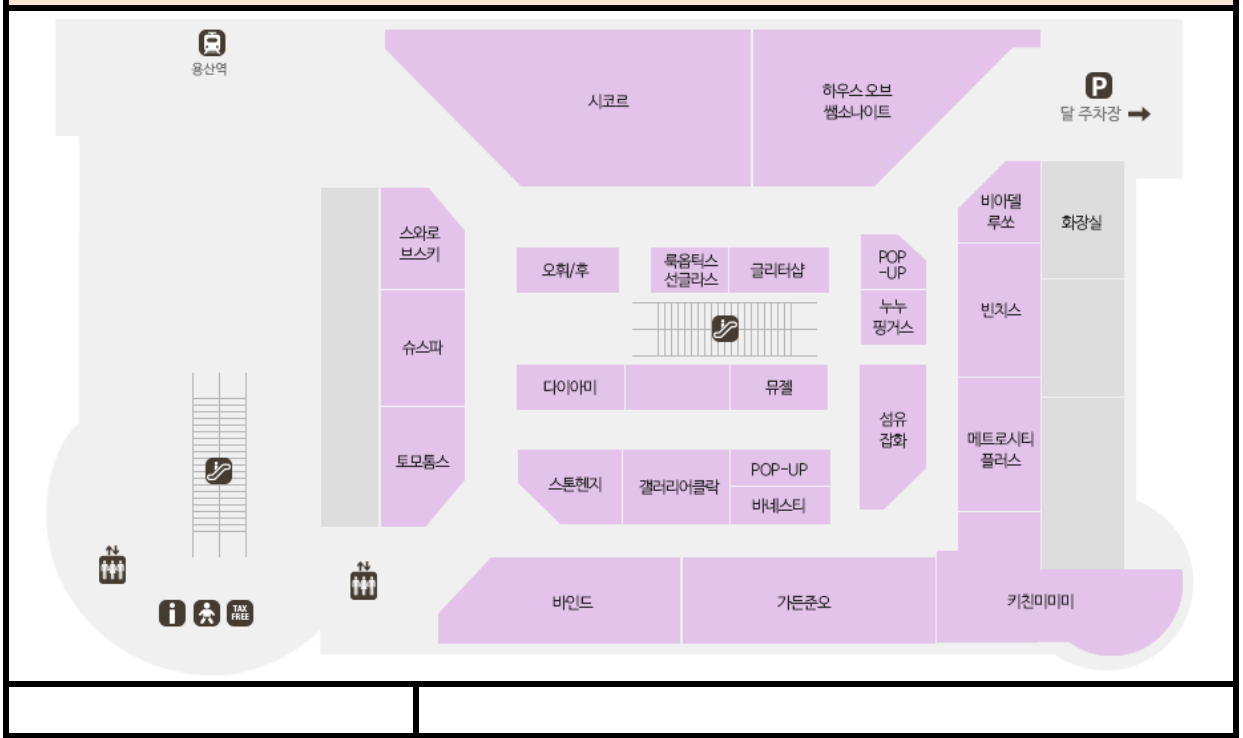 용산역
시코르
하우스 오브
쌤소나이트
P
달 주차장
스와로
브스키
오휘/후
룩옵틱스
선글라스
글리터샵
POP
-UP
비아델
루쏘
화장실
누누
핑거스
빈치스
슈스파
다이아미
뮤젤
섬유
잡화
메트로시티
플러스
토모톰스
스톤헨지
갤러리어클락
POP-UP
바네스티
바인드
가든준오
키친미미미
i
TAX
FREE